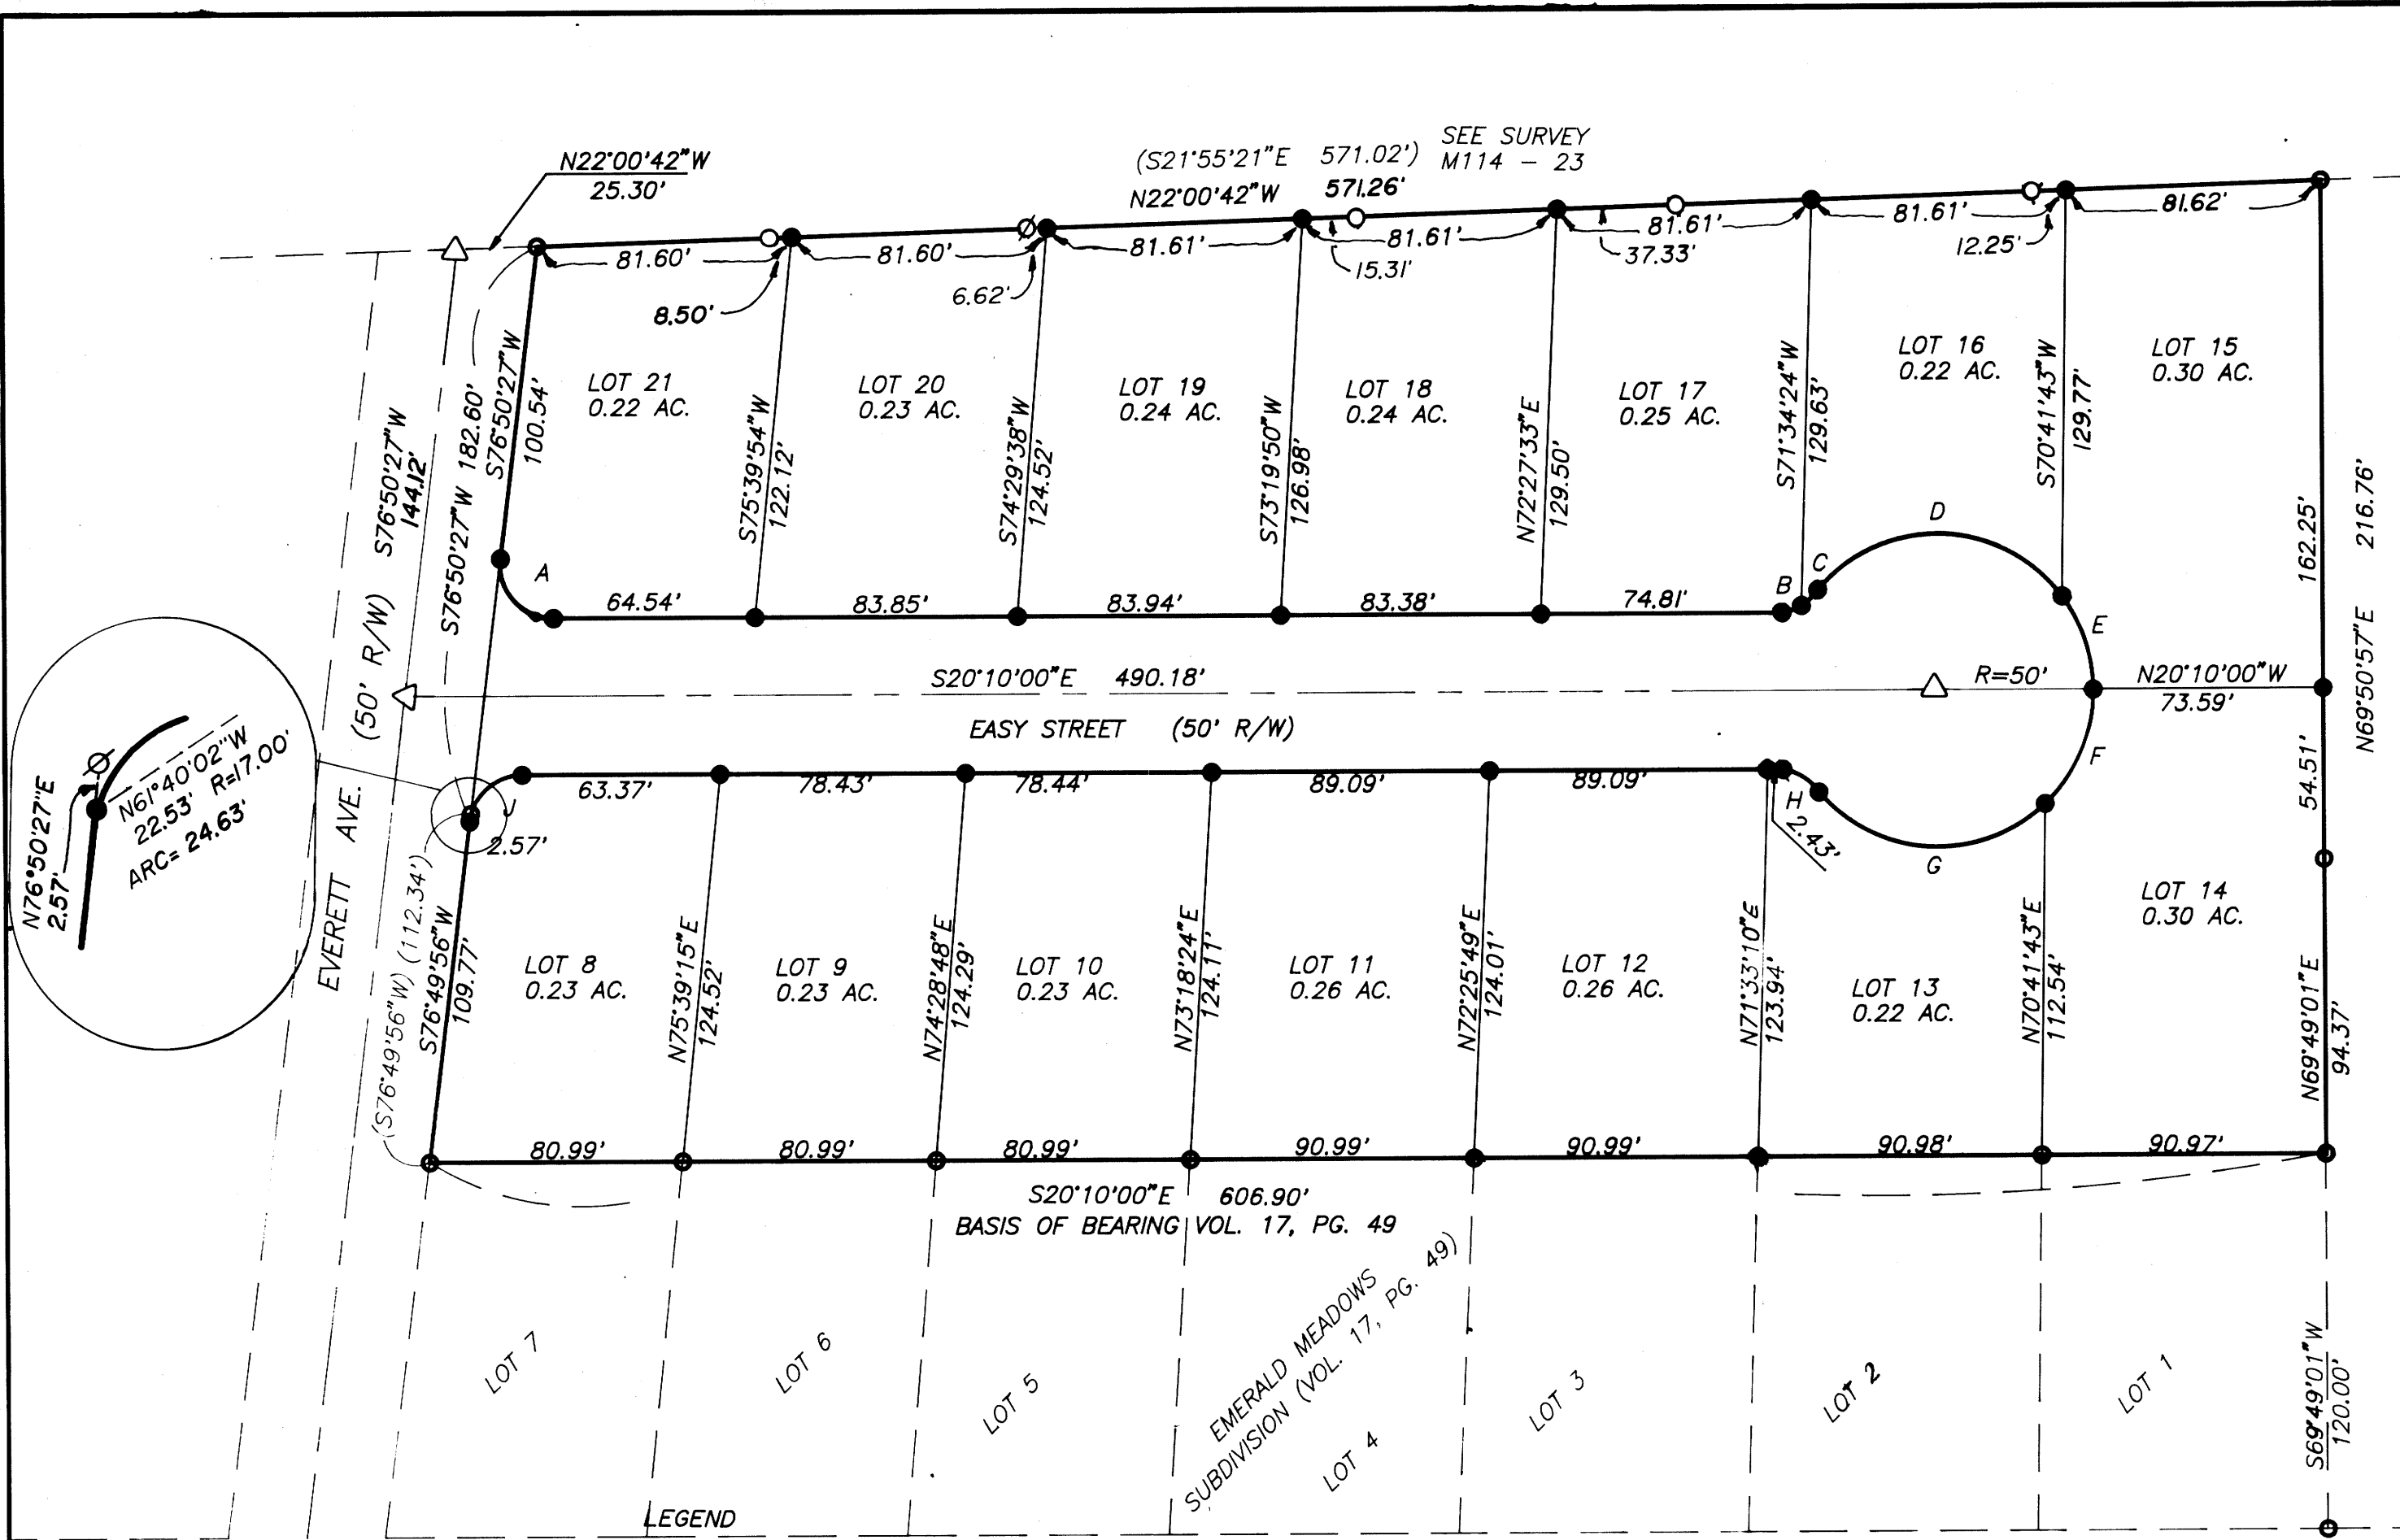 SEE SURVEY
(S21°55'21"E 571.02') M114 - 23
N22°00'42"W 571.26'
N22°00'42"W
25.30'
81.60'
81.60'
81.61'
81.61'
81.61'
81.61'
81.62'
8.50'
6.62'
15.31'
37.33'
12.25'
LOT 21
0.22 AC.
LOT 20
0.23 AC.
LOT 19
0.24 AC.
LOT 18
0.24 AC.
LOT 17
0.25 AC.
LOT 16
0.22 AC.
LOT 15
0.30 AC.
S76°50'27"W
144.12'
S76°50'27"W 182.60'
S76°50'27"W
100.54'
S75°39'54"W
122.12'
S74°29'38"W
124.52'
S73°19'50"W
126.98'
N72°27'33"E
129.50'
S71°34'24"W
129.63'
S70°41'43"W
129.77'
162.25'
N69°50'57"E 216.76'
A
B
C
D
E
F
G
H
J
64.54'
83.85'
83.94'
83.38'
74.81'
S20°10'00"E 490.18'
R=50'
N20°10'00"W
73.59'
EASY STREET (50' R/W)
EVERETT AVE. (50' R/W)
N76°50'27"E
2.57'
N61°40'02"W
22.53' R=17.00'
ARC= 24.63'
63.37'
78.43'
78.44'
89.09'
89.09'
2.43'
2.57'
54.51'
(S76°49'56"W) (112.34')
S76°49'56"W
109.77'
LOT 8
0.23 AC.
N75°39'15"E
124.52'
LOT 9
0.23 AC.
N74°28'48"E
124.29'
LOT 10
0.23 AC.
N73°18'24"E
124.11'
LOT 11
0.26 AC.
N72°25'49"E
124.01'
LOT 12
0.26 AC.
N71°33'10"E
123.94'
LOT 13
0.22 AC.
N70°41'43"E
112.54'
LOT 14
0.30 AC.
N69°49'01"E
94.37'
80.99'
80.99'
80.99'
90.99'
90.99'
90.98'
90.97'
S20°10'00"E 606.90'
BASIS OF BEARING VOL. 17, PG. 49
LOT 7
LOT 6
LOT 5
EMERALD MEADOWS
SUBDIVISION (VOL. 17, PG. 49)
LOT 4
LOT 3
LOT 2
LOT 1
S69°49'01"W
120.00'
LEGEND